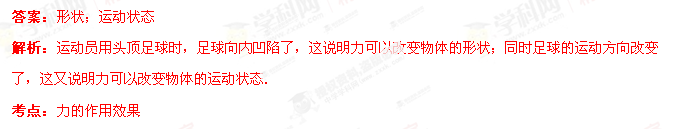 答案：形状；运动状态
解析：运动员用头顶足球时，足球向内凹陷了，这说明力可以改变物体的形状；同时足球的运动方向改变
了，这又说明力可以改变物体的运动状态.
考点：力的作用效果